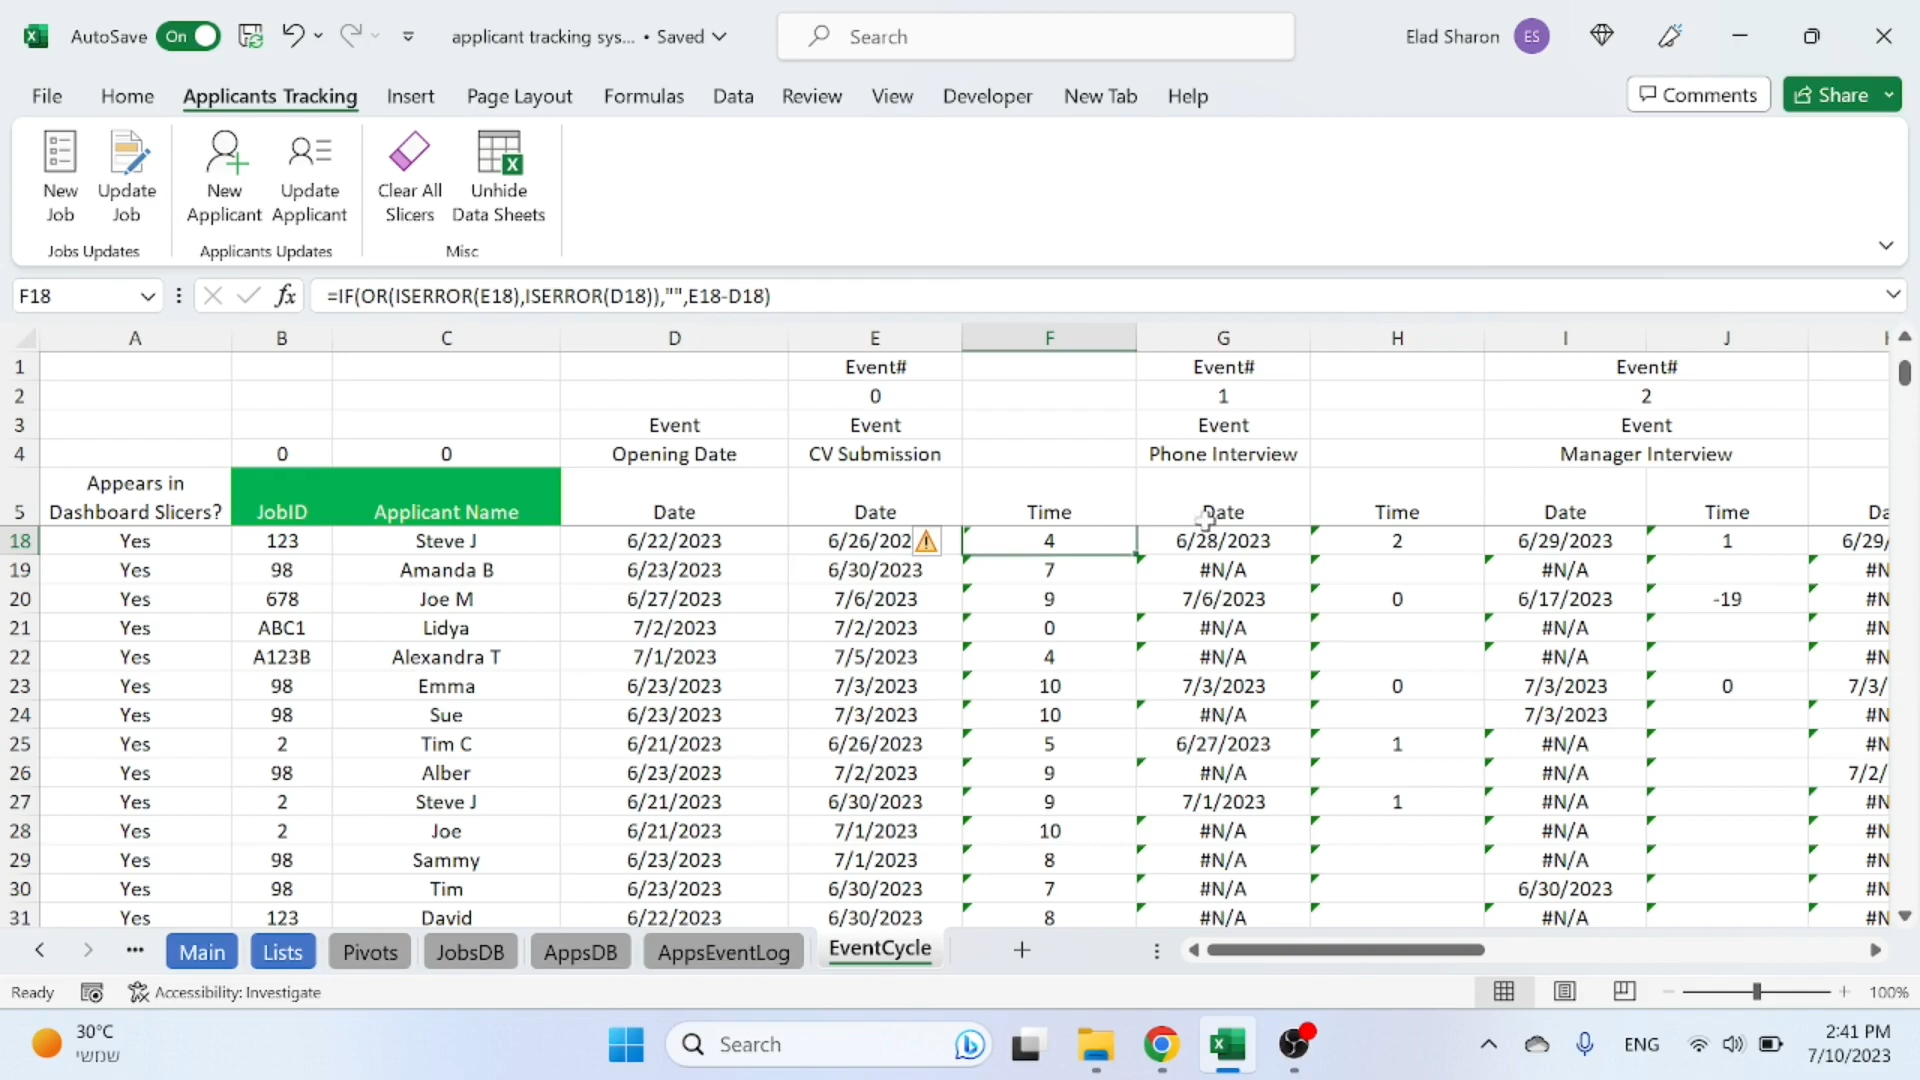 AutoSave On applicant tracking sys... • Saved Search Elad Sharon ES
File Home Applicants Tracking Insert Page Layout Formulas Data Review View Developer New Tab Help Comments Share
New Job Update Job New Applicant Update Applicant Clear All Slicers Unhide Data Sheets
Jobs Updates Applicants Updates Misc
F18 fx =IF(OR(ISERROR(E18),ISERROR(D18)),"",E18-D18)
A B C D E F G H I J
1 Event# Event# Event#
2 0 1 2
3 Event Event Event Event
4 0 0 Opening Date CV Submission Phone Interview Manager Interview
Appears in
5 Dashboard Slicers? JobID Applicant Name Date Date Time Date Time Date Time Da
18 Yes 123 Steve J 6/22/2023 6/26/202 4 6/28/2023 2 6/29/2023 1 6/29/
19 Yes 98 Amanda B 6/23/2023 6/30/2023 7 #N/A #N/A #N
20 Yes 678 Joe M 6/27/2023 7/6/2023 9 7/6/2023 0 6/17/2023 -19 #N
21 Yes ABC1 Lidya 7/2/2023 7/2/2023 0 #N/A #N/A #N
22 Yes A123B Alexandra T 7/1/2023 7/5/2023 4 #N/A #N/A #N
23 Yes 98 Emma 6/23/2023 7/3/2023 10 7/3/2023 0 7/3/2023 0 7/3/
24 Yes 98 Sue 6/23/2023 7/3/2023 10 #N/A 7/3/2023 #N
25 Yes 2 Tim C 6/21/2023 6/26/2023 5 6/27/2023 1 #N/A #N
26 Yes 98 Alber 6/23/2023 7/2/2023 9 #N/A #N/A 7/2/
27 Yes 2 Steve J 6/21/2023 6/30/2023 9 7/1/2023 1 #N/A #N
28 Yes 2 Joe 6/21/2023 7/1/2023 10 #N/A #N/A #N
29 Yes 98 Sammy 6/23/2023 7/1/2023 8 #N/A #N/A #N
30 Yes 98 Tim 6/23/2023 6/30/2023 7 #N/A 6/30/2023 #N
31 Yes 123 David 6/22/2023 6/30/2023 8 #N/A #N/A #N
Main Lists Pivots JobsDB AppsDB AppsEventLog EventCycle
Ready Accessibility: Investigate 100%
30°C Search ENG 2:41 PM
שמשי 7/10/2023